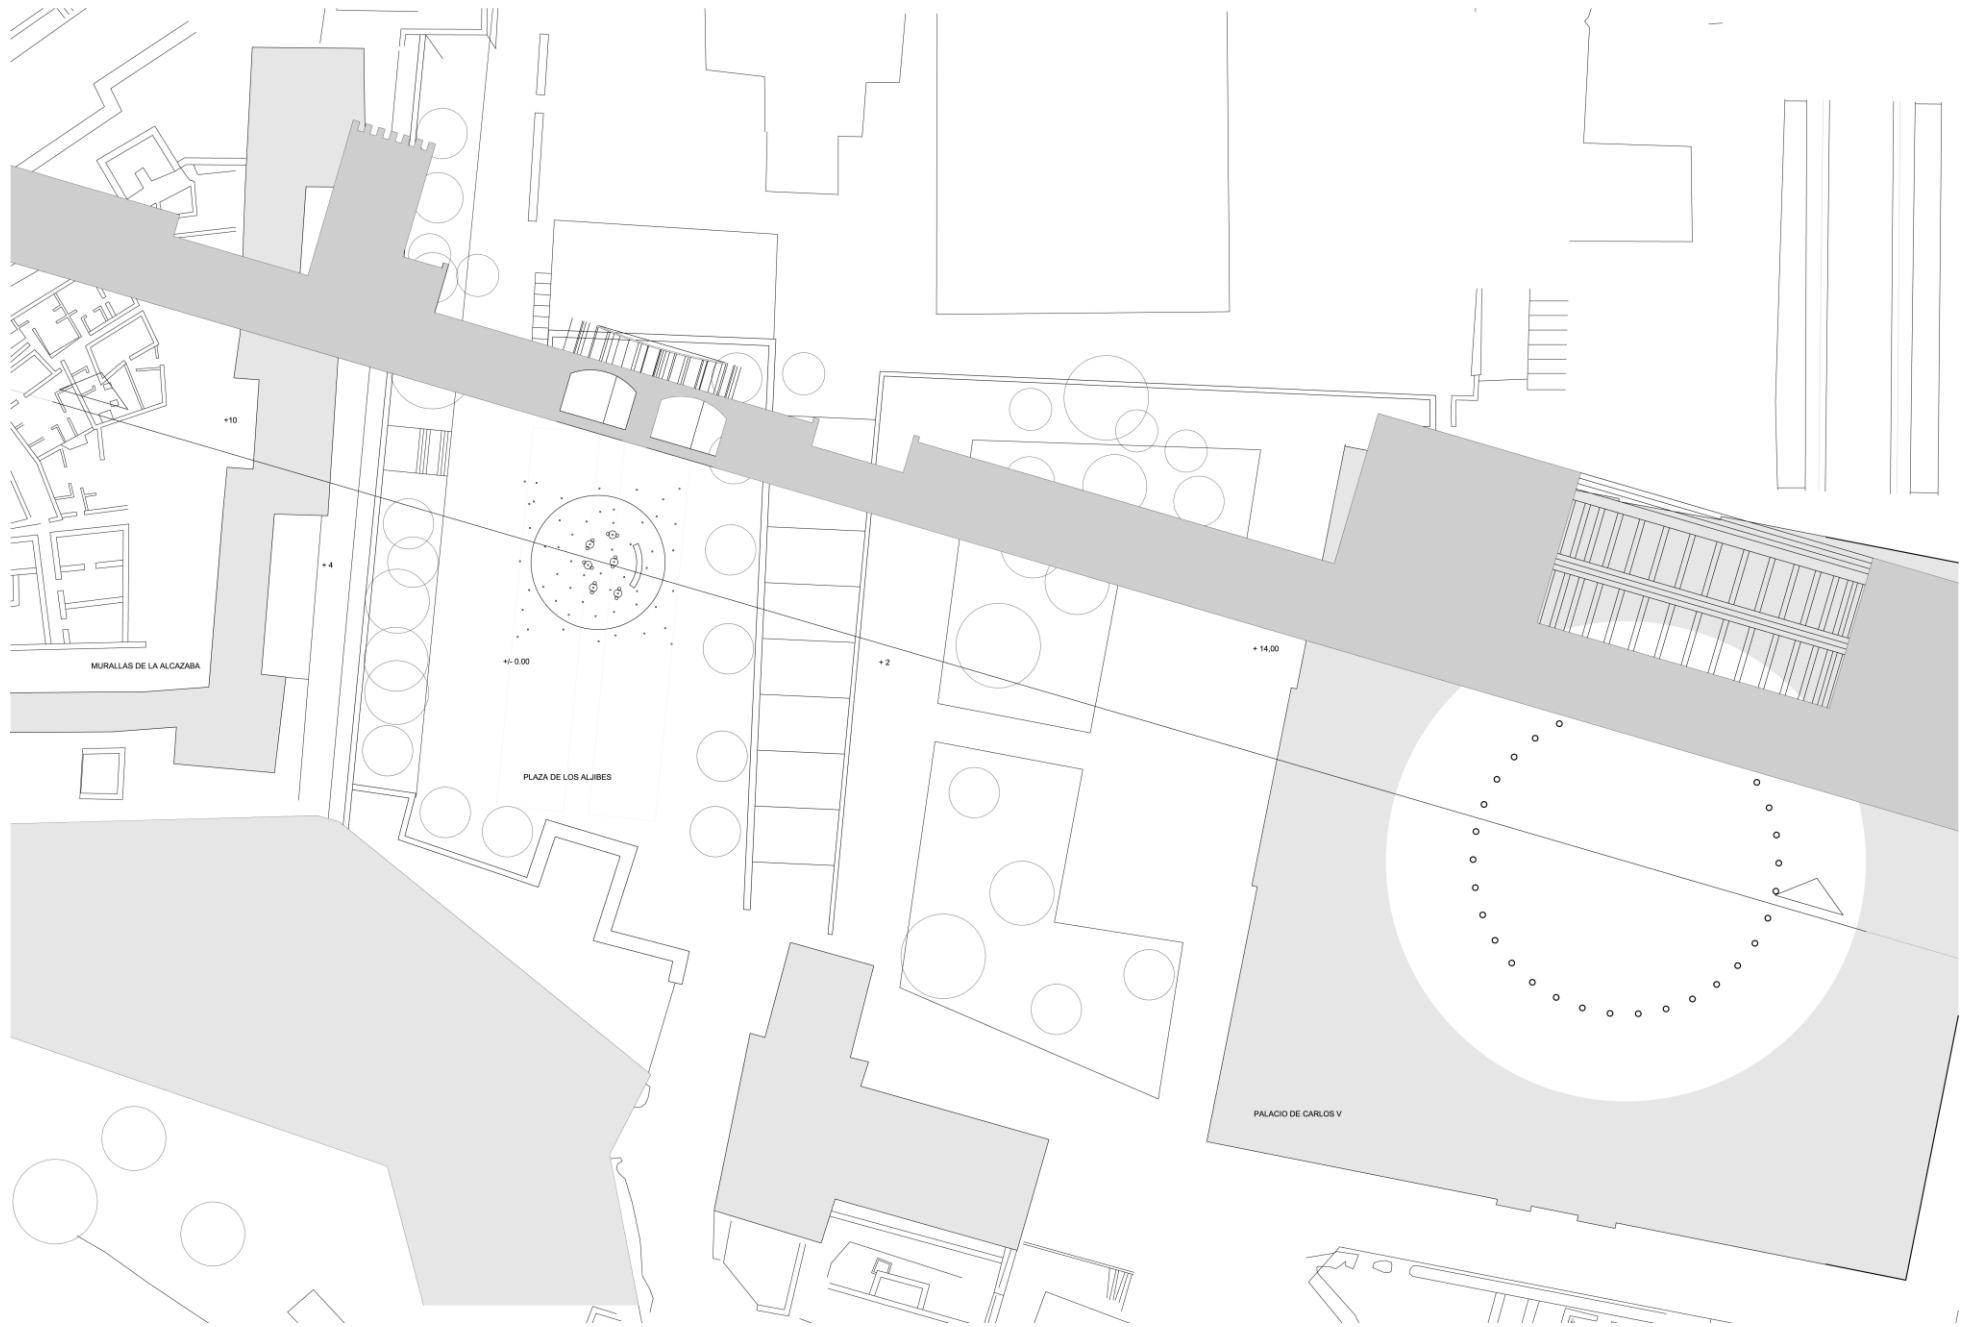 +10
+ 4
MURALLAS DE LA ALCAZABA
+/- 0.00
+ 2
+ 14,00
PLAZA DE LOS ALJIBES
PALACIO DE CARLOS V